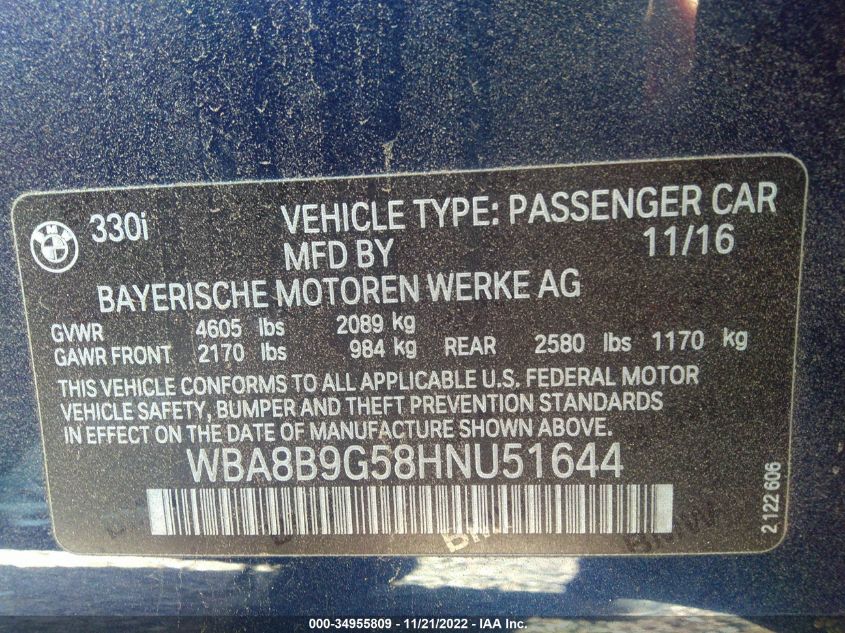 BMW 330i VEHICLE TYPE: PASSENGER CAR
MFD BY 11/16
BAYERISCHE MOTOREN WERKE AG
GVWR 4605 lbs 2089 kg
GAWR FRONT 2170 lbs 984 kg REAR 2580 lbs 1170 kg
THIS VEHICLE CONFORMS TO ALL APPLICABLE U.S. FEDERAL MOTOR
VEHICLE SAFETY, BUMPER AND THEFT PREVENTION STANDARDS
IN EFFECT ON THE DATE OF MANUFACTURE SHOWN ABOVE.
WBA8B9G58HNU51644
2 122 606
BMW
000-34955809 - 11/21/2022 - IAA Inc.